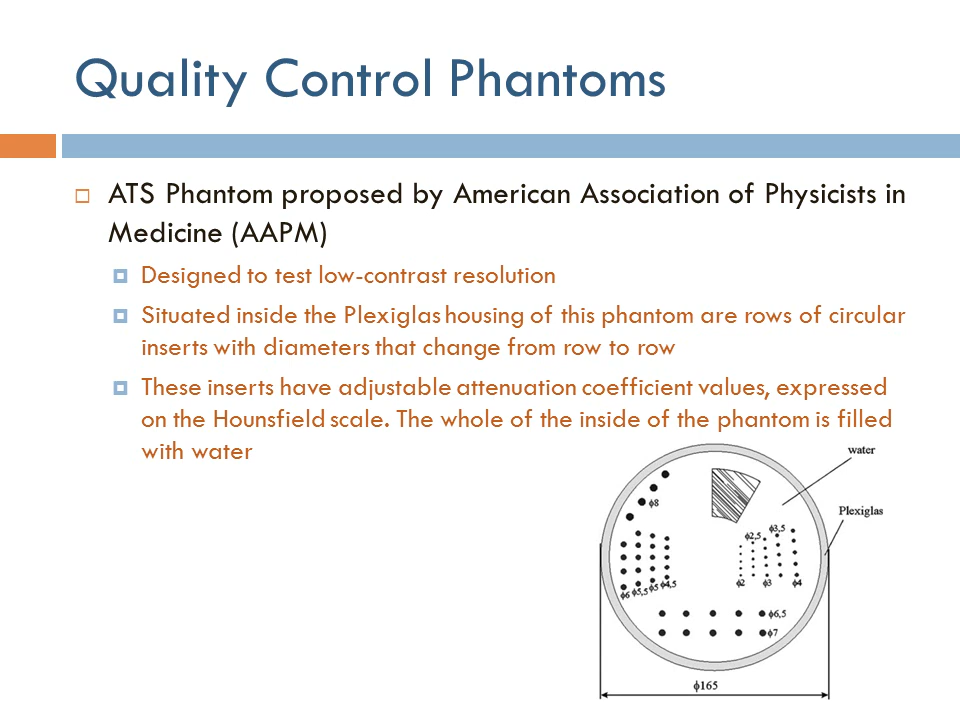 Quality Control Phantoms
ATS Phantom proposed by American Association of Physicists in
Medicine (AAPM)
Designed to test low-contrast resolution
Situated inside the Plexiglas housing of this phantom are rows of circular
inserts with diameters that change from row to row
These inserts have adjustable attenuation coefficient values, expressed
on the Hounsfield scale. The whole of the inside of the phantom is filled
with water
water
Plexiglas
ϕ8
ϕ2,5
ϕ3,5
ϕ6
ϕ5,5
ϕ5
ϕ4,5
ϕ2
ϕ3
ϕ4
ϕ6,5
ϕ7
ϕ165